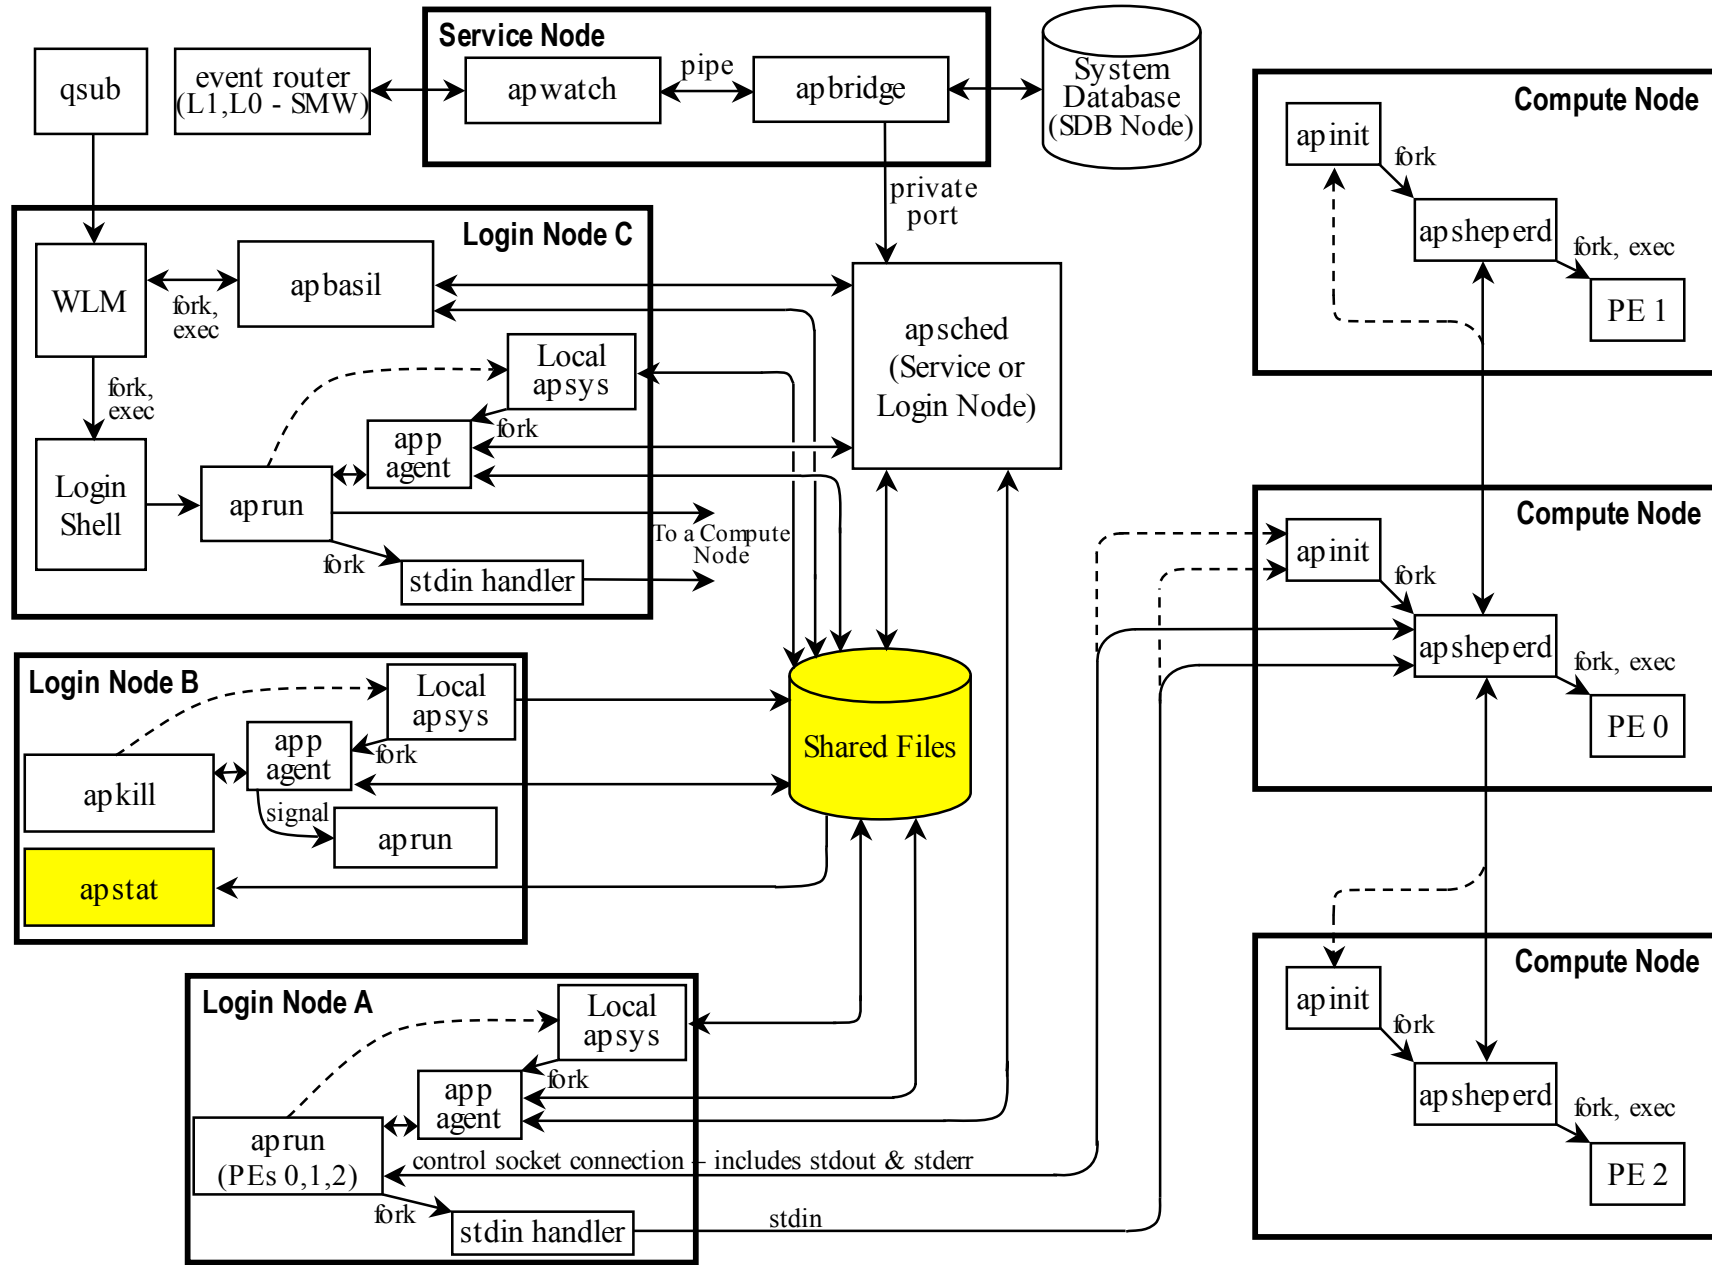 Service Node
qsub
event router
(L1,L0 - SMW)
apwatch
pipe
apbridge
System
Database
(SDB Node)
private
port
Login Node C
WLM
fork,
exec
apbasil
fork,
exec
Login
Shell
Local
apsys
fork
app
agent
aprun
fork
stdin handler
To a Compute
Node
apsched
(Service or
Login Node)
Login Node B
Local
apsys
fork
app
agent
apkill
signal
aprun
apstat
Shared Files
Login Node A
Local
apsys
fork
app
agent
aprun
(PEs 0,1,2)
control socket connection – includes stdout & stderr
fork
stdin handler
stdin
Compute Node
apinit
fork
apsheperd
fork, exec
PE 1
Compute Node
apinit
fork
apsheperd
fork, exec
PE 0
Compute Node
apinit
fork
apsheperd
fork, exec
PE 2